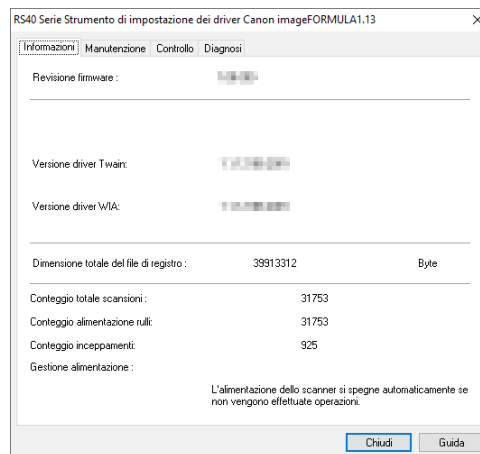 RS40 Serie Strumento di impostazione dei driver Canon imageFORMULA1.13
Informazioni Manutenzione Controllo Diagnosi
Revisione firmware :
Versione driver Twain:
Versione driver WIA:
Dimensione totale del file di registro : 39913312 Byte
Conteggio totale scansioni : 31753
Conteggio alimentazione rulli: 31753
Conteggio inceppamenti: 925
Gestione alimentazione :
L'alimentazione dello scanner si spegne automaticamente se
non vengono effettuate operazioni.
Chiudi Guida